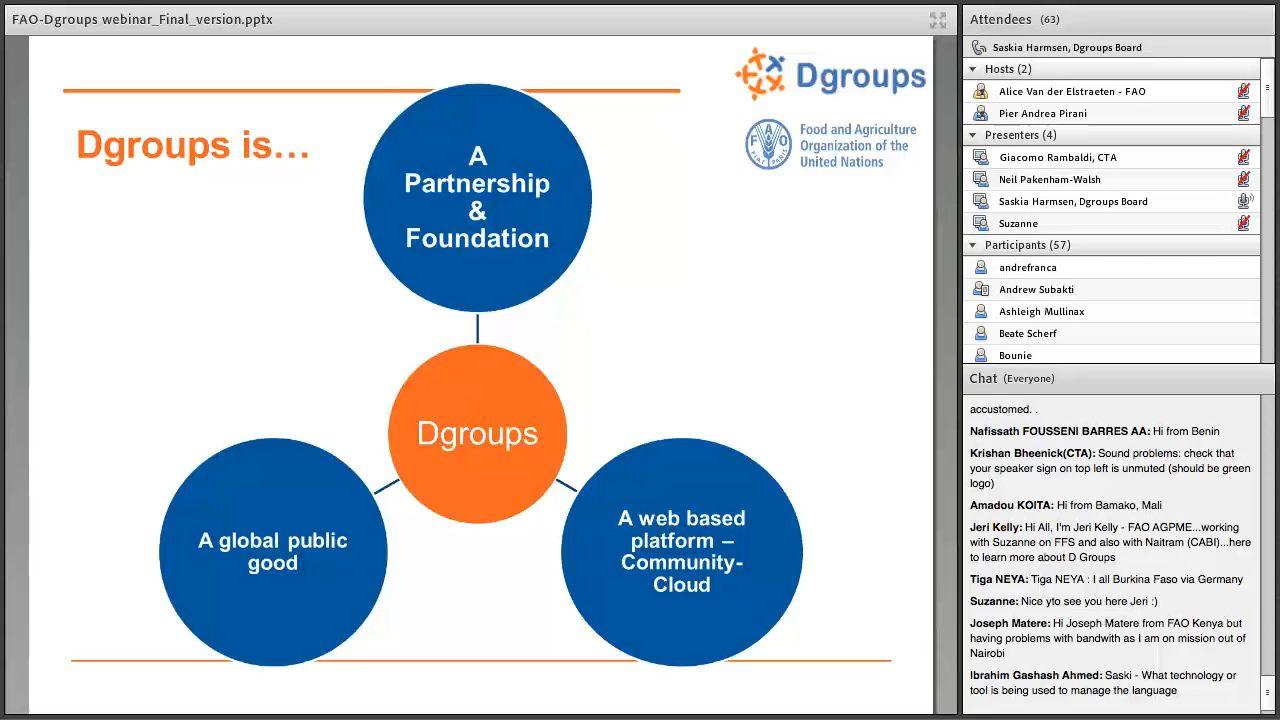 FAO-Dgroups webinar_Final_version.pptx
Dgroups
Food and Agriculture
Organization of the
United Nations
FAO
FIAT PANIS
Dgroups is…
A
Partnership
&
Foundation
Dgroups
A global public
good
A web based
platform –
Community-
Cloud
Attendees (63)
Saskia Harmsen, Dgroups Board
Hosts (2)
Alice Van der Elstraeten - FAO
Pier Andrea Pirani
Presenters (4)
Giacomo Rambaldi, CTA
Neil Pakenham-Walsh
Saskia Harmsen, Dgroups Board
Suzanne
Participants (57)
andrefranca
Andrew Subakti
Ashleigh Mullinax
Beate Scherf
Bounie
Chat (Everyone)
accustomed. .
Nafissath FOUSSENI BARRES AA: Hi from Benin
Krishan Bheenick(CTA): Sound problems: check that
your speaker sign on top left is unmuted (should be green
logo)
Amadou KOITA: Hi from Bamako, Mali
Jeri Kelly: Hi All, I'm Jeri Kelly - FAO AGPME...working
with Suzanne on FFS and also with Naitram (CABI)...here
to learn more about D Groups
Tiga NEYA: Tiga NEYA : I all Burkina Faso via Germany
Suzanne: Nice yto see you here Jeri :)
Joseph Matere: Hi Joseph Matere from FAO Kenya but
having problems with bandwith as I am on mission out of
Nairobi
Ibrahim Gashash Ahmed: Saski - What technology or
tool is being used to manage the language